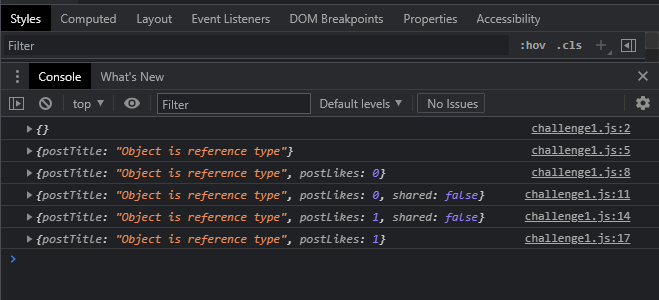 Styles Computed Layout Event Listeners DOM Breakpoints Properties Accessibility
Filter :hov .cls
Console What's New
top Filter Default levels No Issues
{} challenge1.js:2
{postTitle: "Object is reference type"} challenge1.js:5
{postTitle: "Object is reference type", postLikes: 0} challenge1.js:8
{postTitle: "Object is reference type", postLikes: 0, shared: false} challenge1.js:11
{postTitle: "Object is reference type", postLikes: 1, shared: false} challenge1.js:14
{postTitle: "Object is reference type", postLikes: 1} challenge1.js:17